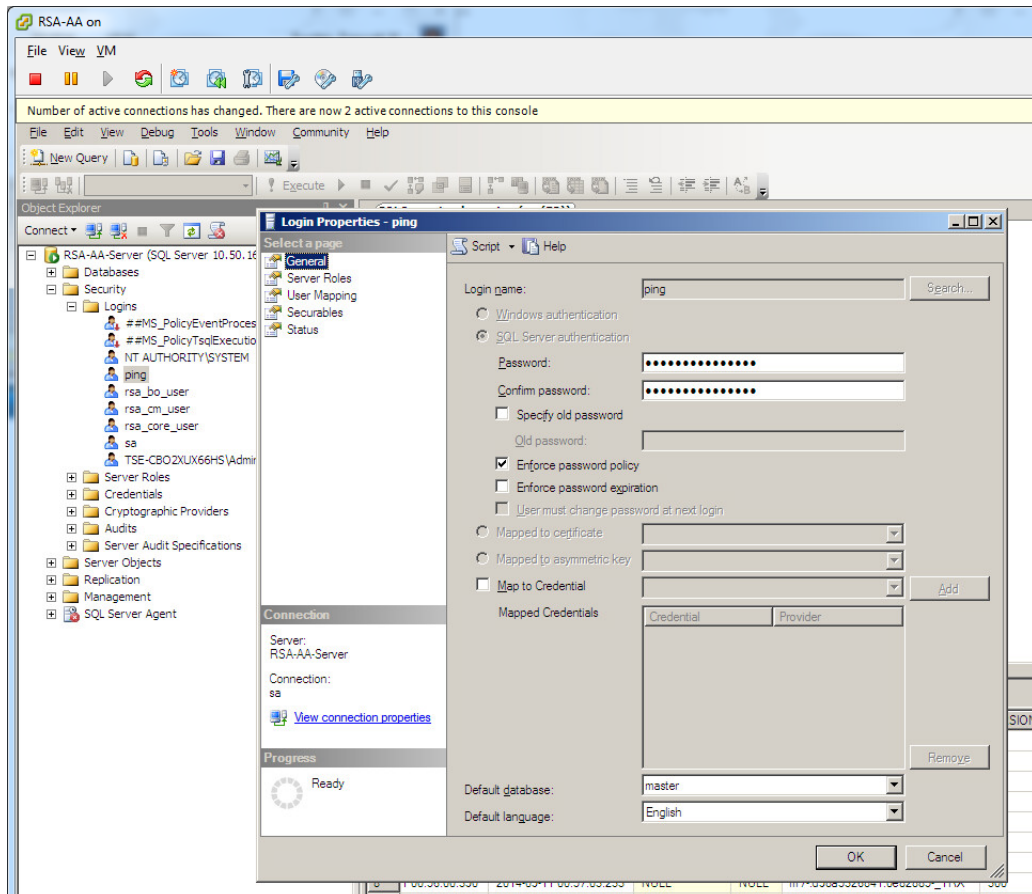 RSA-AA on
File View VM
Number of active connections has changed. There are now 2 active connections to this console
File Edit View Debug Tools Window Community Help
New Query
Execute
Object Explorer
Connect
RSA-AA-Server (SQL Server 10.50.16
Databases
Security
Logins
##MS_PolicyEventProces
##MS_PolicyTsqlExecutio
NT AUTHORITY\SYSTEM
ping
rsa_bo_user
rsa_cm_user
rsa_core_user
sa
TSE-CBO2XUX66HS\Admir
Server Roles
Credentials
Cryptographic Providers
Audits
Server Audit Specifications
Server Objects
Replication
Management
SQL Server Agent
Login Properties - ping
Select a page
General
Server Roles
User Mapping
Securables
Status
Connection
Server:
RSA-AA-Server
Connection:
sa
View connection properties
Progress
Ready
Script Help
Login name: ping Search...
Windows authentication
SQL Server authentication
Password: •••••••••••••••
Confirm password: •••••••••••••••
Specify old password
Old password:
Enforce password policy
Enforce password expiration
User must change password at next login
Mapped to certificate
Mapped to asymmetric key
Map to Credential Add
Mapped Credentials Credential Provider
Remove
Default database: master
Default language: English
OK Cancel
SION
NULL NULL